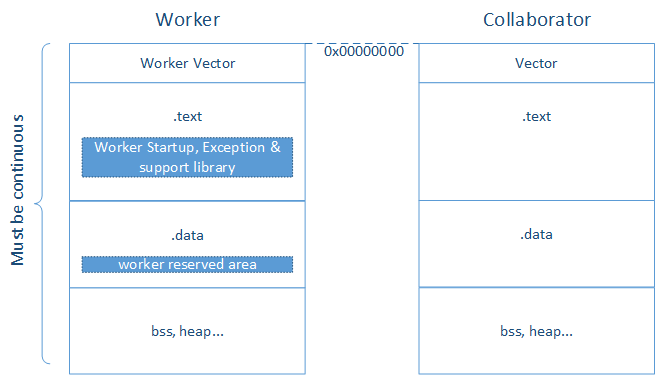 Worker
Collaborator
0x00000000
Worker Vector
Vector
.text
.text
Worker Startup, Exception &
support library
Must be continuous
.data
.data
worker reserved area
bss, heap...
bss, heap...